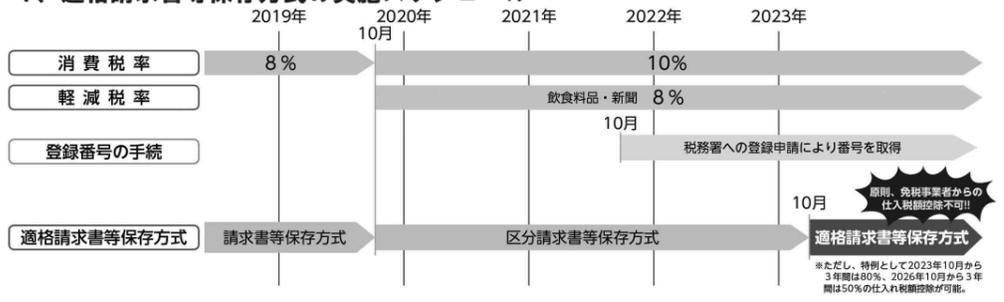 2019年 2020年 2021年 2022年 2023年
10月
消費税率 8% 10%
軽減税率 飲食料品・新聞 8%
10月
登録番号の手続 税務署への登録申請により番号を取得
原則、免税事業者からの
仕入税額控除不可!!
10月
適格請求書等保存方式 請求書等保存方式 区分請求書等保存方式 適格請求書等保存方式
※ただし、特例として2023年10月から
3年間は80%、2026年10月から3年
間は50%の仕入れ税額控除が可能。